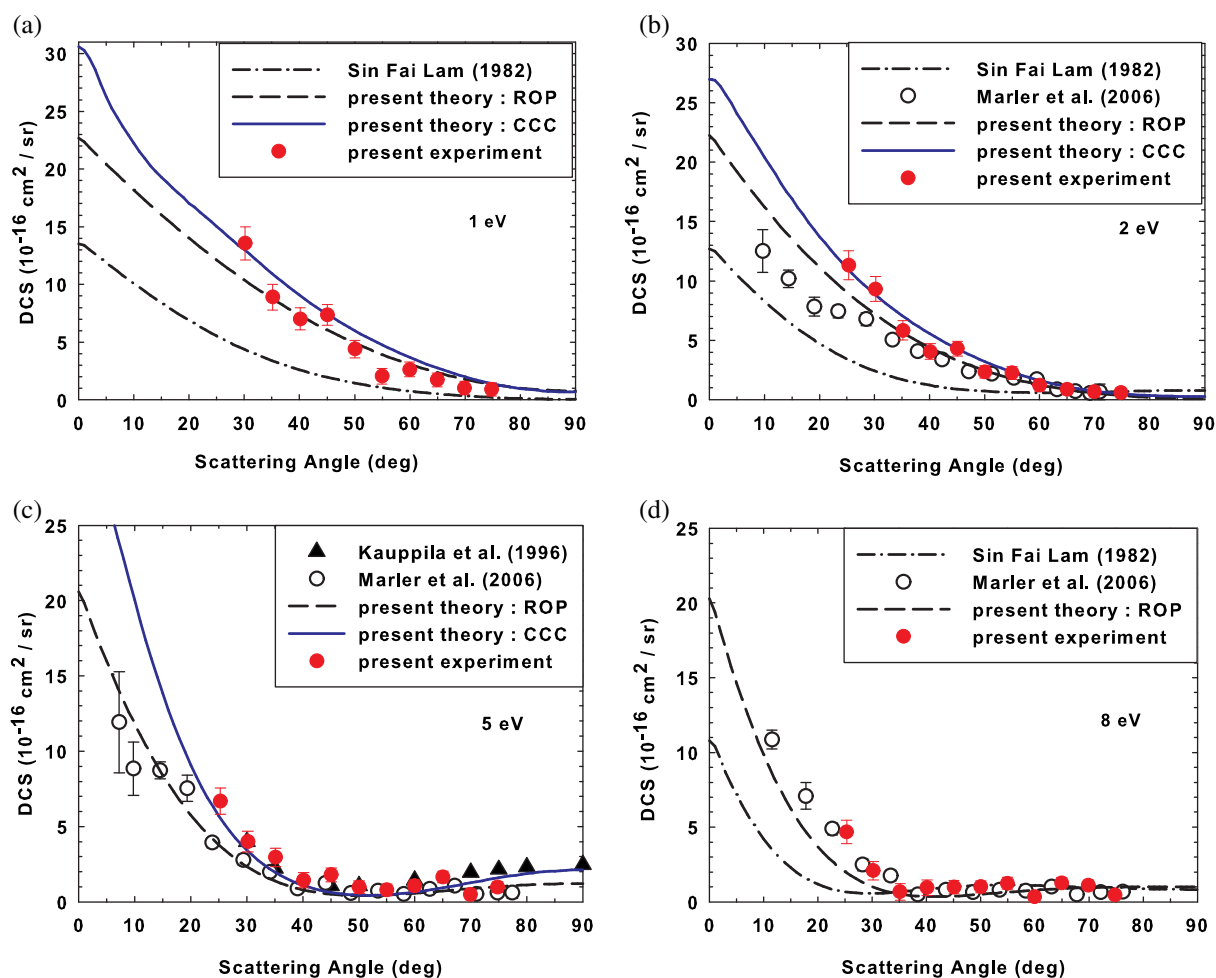 (a)
30
25
20
15
10
5
0
DCS (10⁻¹⁶ cm² / sr)
Sin Fai Lam (1982)
present theory : ROP
present theory : CCC
present experiment
1 eV
0 10 20 30 40 50 60 70 80 90
Scattering Angle (deg)
(b)
30
25
20
15
10
5
0
DCS (10⁻¹⁶ cm² / sr)
Sin Fai Lam (1982)
Marler et al. (2006)
present theory : ROP
present theory : CCC
present experiment
2 eV
0 10 20 30 40 50 60 70 80 90
Scattering Angle (deg)
(c)
25
20
15
10
5
0
DCS (10⁻¹⁶ cm² / sr)
Kauppila et al. (1996)
Marler et al. (2006)
present theory : ROP
present theory : CCC
present experiment
5 eV
0 10 20 30 40 50 60 70 80 90
Scattering Angle (deg)
(d)
25
20
15
10
5
0
DCS (10⁻¹⁶ cm² / sr)
Sin Fai Lam (1982)
Marler et al. (2006)
present theory : ROP
present experiment
8 eV
0 10 20 30 40 50 60 70 80 90
Scattering Angle (deg)